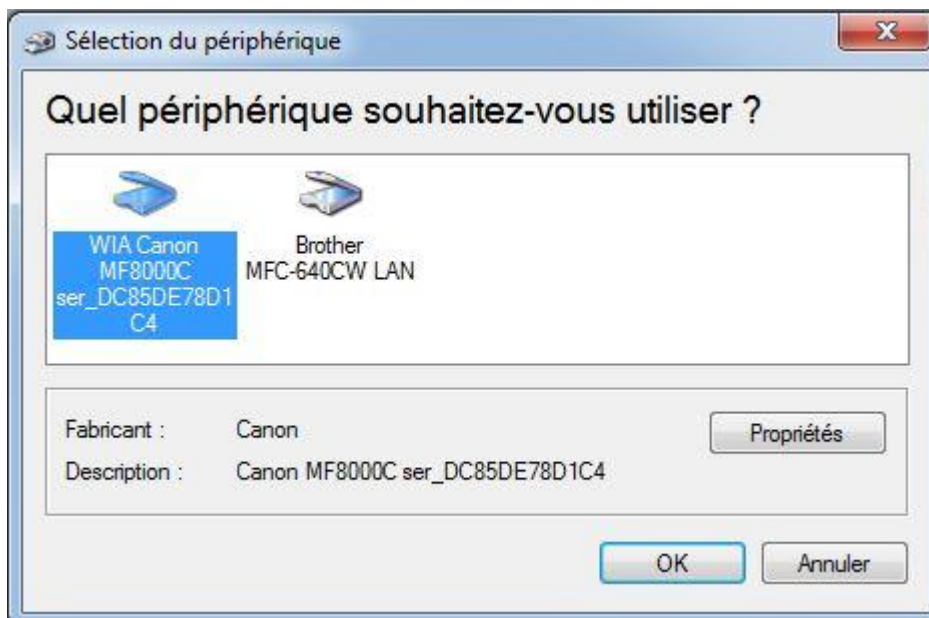 Sélection du périphérique
Quel périphérique souhaitez-vous utiliser ?
WIA Canon
MF8000C
ser_DC85DE78D1
C4
Brother
MFC-640CW LAN
Fabricant :
Canon
Propriétés
Description :
Canon MF8000C ser_DC85DE78D1C4
OK
Annuler